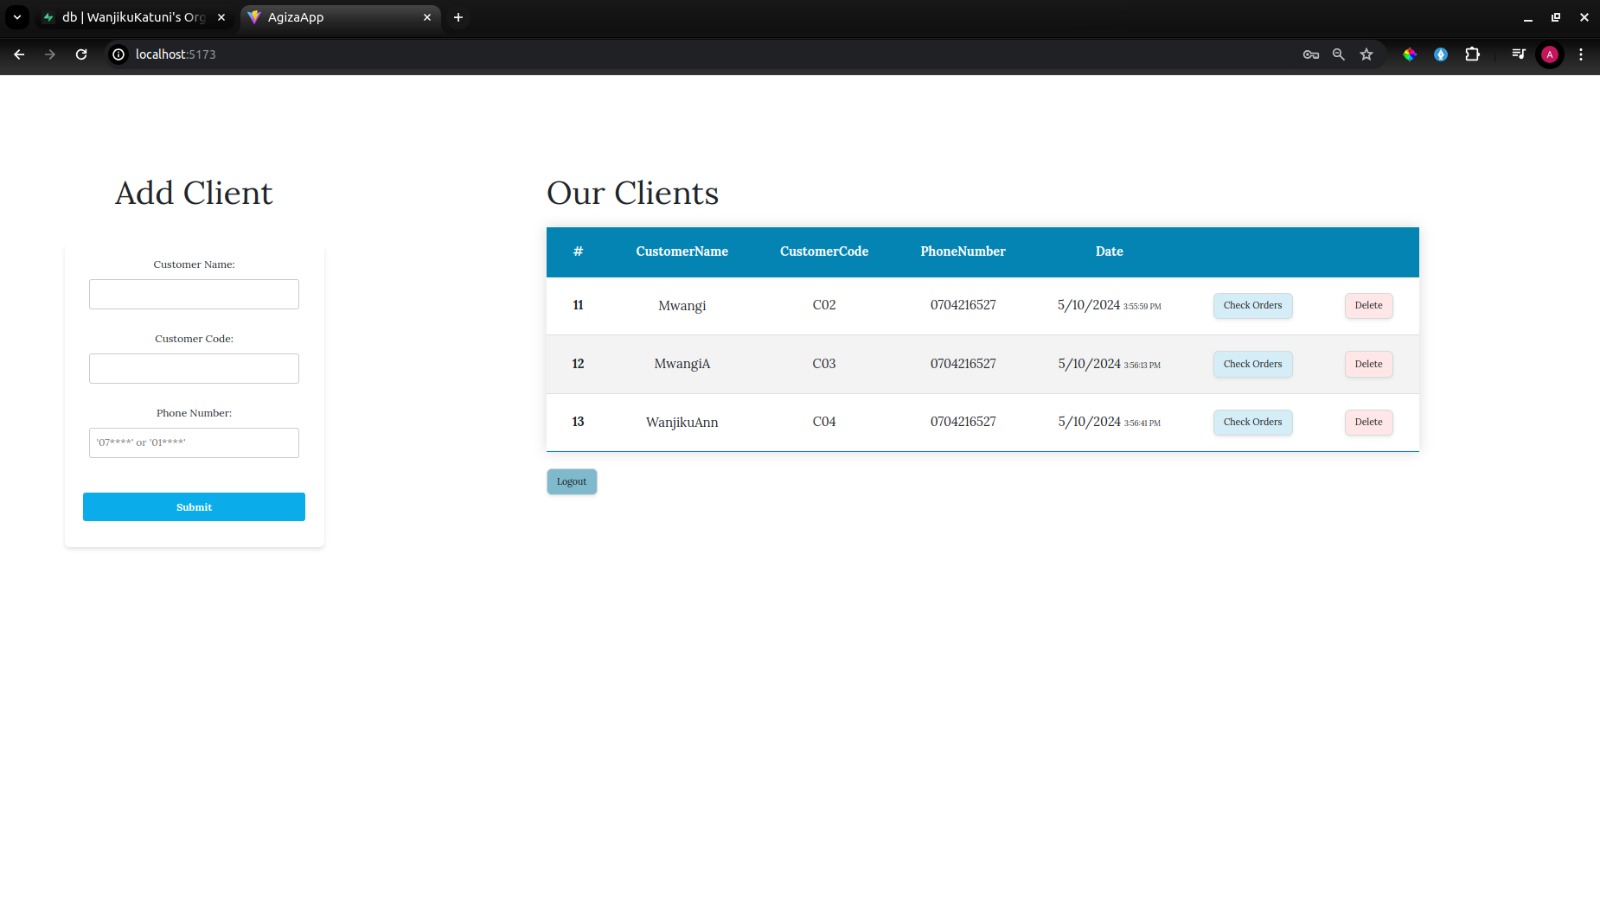 db | WanjikuKatuni's Org
AgizaApp
localhost:5173
A
Add Client
Customer Name:
Customer Code:
Phone Number:
'07****' or '01****'
Submit
Our Clients
# CustomerName CustomerCode PhoneNumber Date
11 Mwangi C02 0704216527 5/10/2024 3:55:59 PM Check Orders Delete
12 MwangiA C03 0704216527 5/10/2024 3:56:13 PM Check Orders Delete
13 WanjikuAnn C04 0704216527 5/10/2024 3:56:41 PM Check Orders Delete
Logout